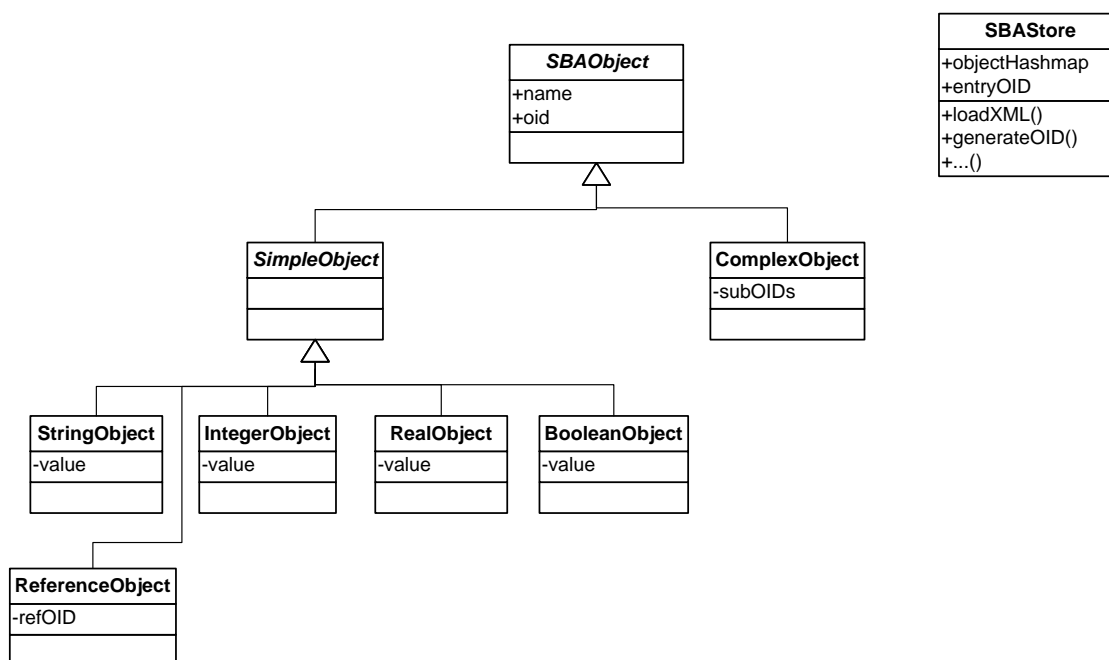 SBAObject
+name
+oid
SBAStore
+objectHashmap
+entryOID
+loadXML()
+generateOID()
+...()
SimpleObject
ComplexObject
-subOIDs
StringObject
-value
IntegerObject
-value
RealObject
-value
BooleanObject
-value
ReferenceObject
-refOID